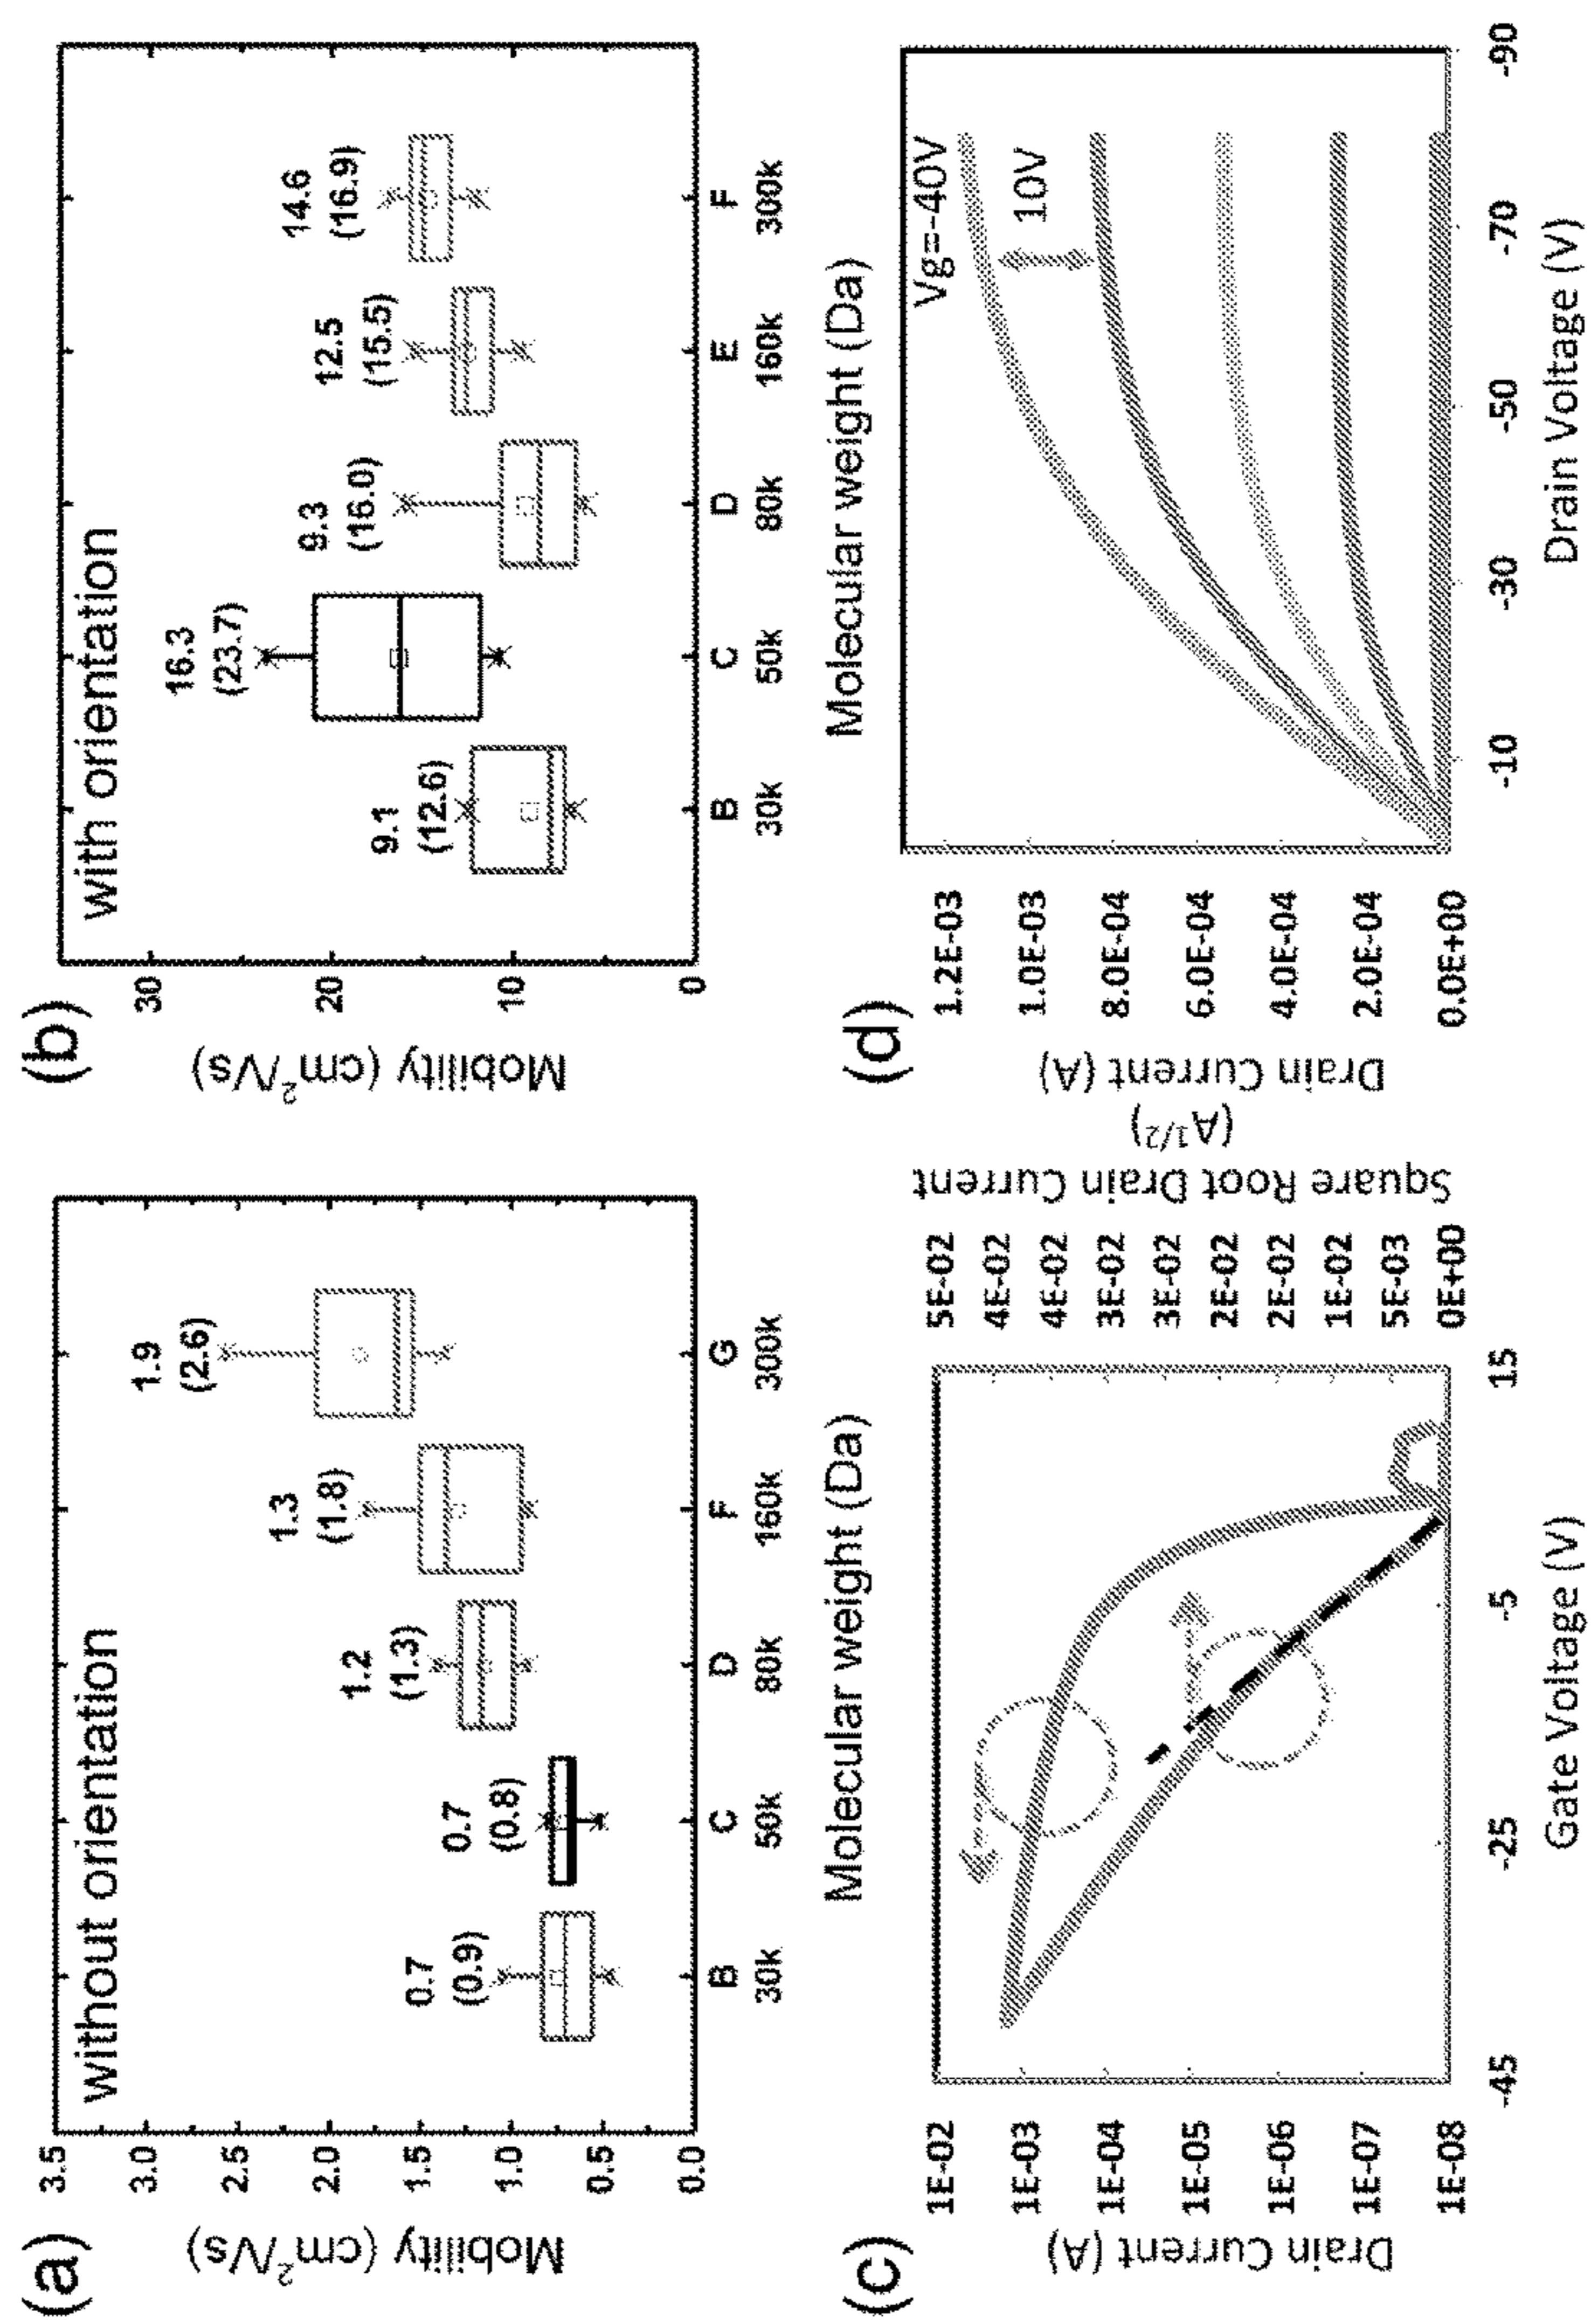 (a)
without orientation
Mobility (cm²/Vs)
3.5
3.0
2.5
2.0
1.5
1.0
0.5
0.0
0.7
(0.9)
0.7
(0.8)
1.2
(1.3)
1.3
(1.8)
1.9
(2.6)
B C D F G
30k 50k 80k 160k 300k
Molecular weight (Da)
(b)
with orientation
Mobility (cm²/Vs)
30
20
10
0
9.1
(12.6)
16.3
(23.7)
9.3
(16.0)
12.5
(15.5)
14.6
(16.9)
B C D E F
30k 50k 80k 160k 300k
Molecular weight (Da)
(c)
Drain Current (A)
1E-02
1E-03
1E-04
1E-05
1E-06
1E-07
1E-08
-45 -25 -5 15
Gate Voltage (V)
5E-02
4E-02
4E-02
3E-02
3E-02
2E-02
2E-02
1E-02
5E-03
0E+00
Square Root Drain Current
(A¹/²)
(d)
Drain Current (A)
1.2E-03
1.0E-03
8.0E-04
6.0E-04
4.0E-04
2.0E-04
0.0E+00
Vg=-40V
10V
-10 -30 -50 -70 -90
Drain Voltage (V)